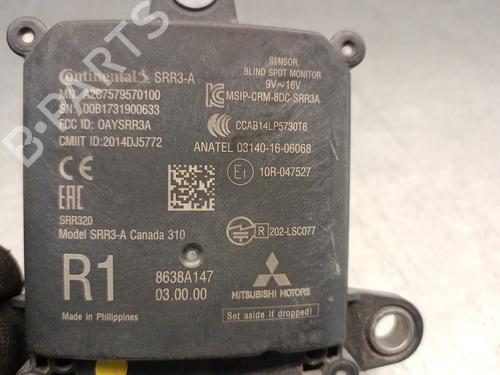 Continental SRR3-A
MN: A2C7579570100
SN: 00B1731900633
FCC ID: OAYSRR3A
CMIIT ID:2014DJ5772
SENSOR,
BLIND SPOT MONITOR
9V~16V
MSIP-CRM-8DC-SRR3A
CCAB14LP5730T6
ANATEL 03140-16-06068
E1 10R-047527
CE
EAC
SRR320
Model SRR3-A Canada 310
R 202-LSC077
R1
8638A147
03.00.00
MITSUBISHI MOTORS
Made in Philippines
Set aside if dropped!
B-PARTS